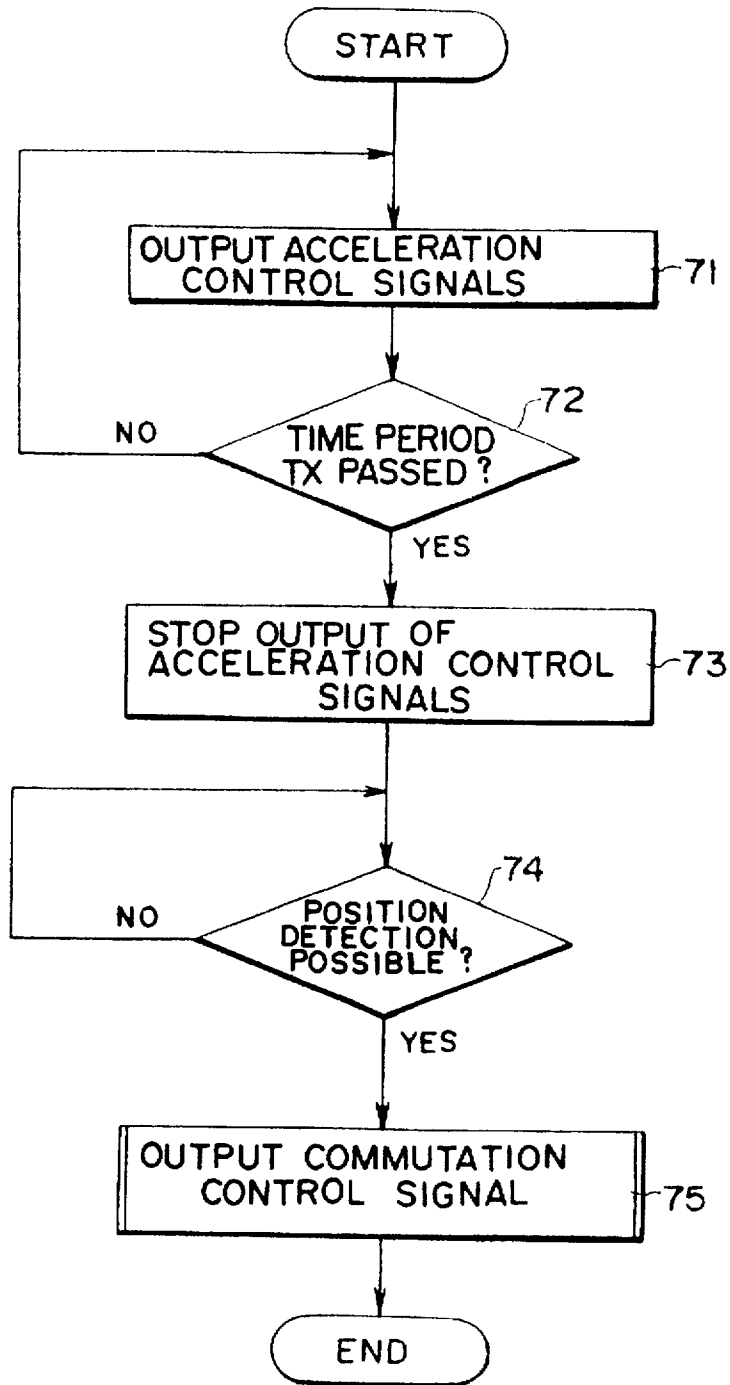 START
OUTPUT ACCELERATION
CONTROL SIGNALS
71
72
NO
TIME PERIOD
TX PASSED ?
YES
STOP OUTPUT OF
ACCELERATION CONTROL
SIGNALS
73
74
NO
POSITION
DETECTION
POSSIBLE ?
YES
OUTPUT COMMUTATION
CONTROL SIGNAL
75
END